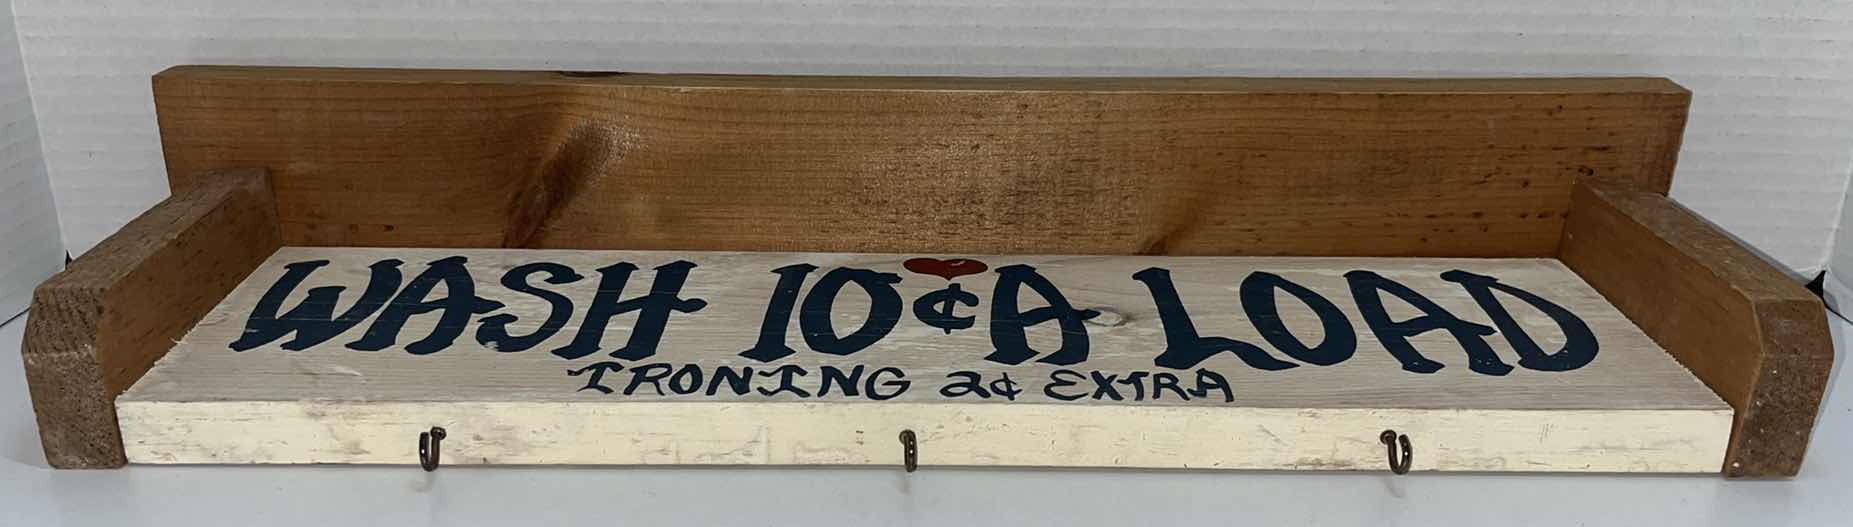 WASH 10¢ A LOAD
IRONING 2¢ EXTRA